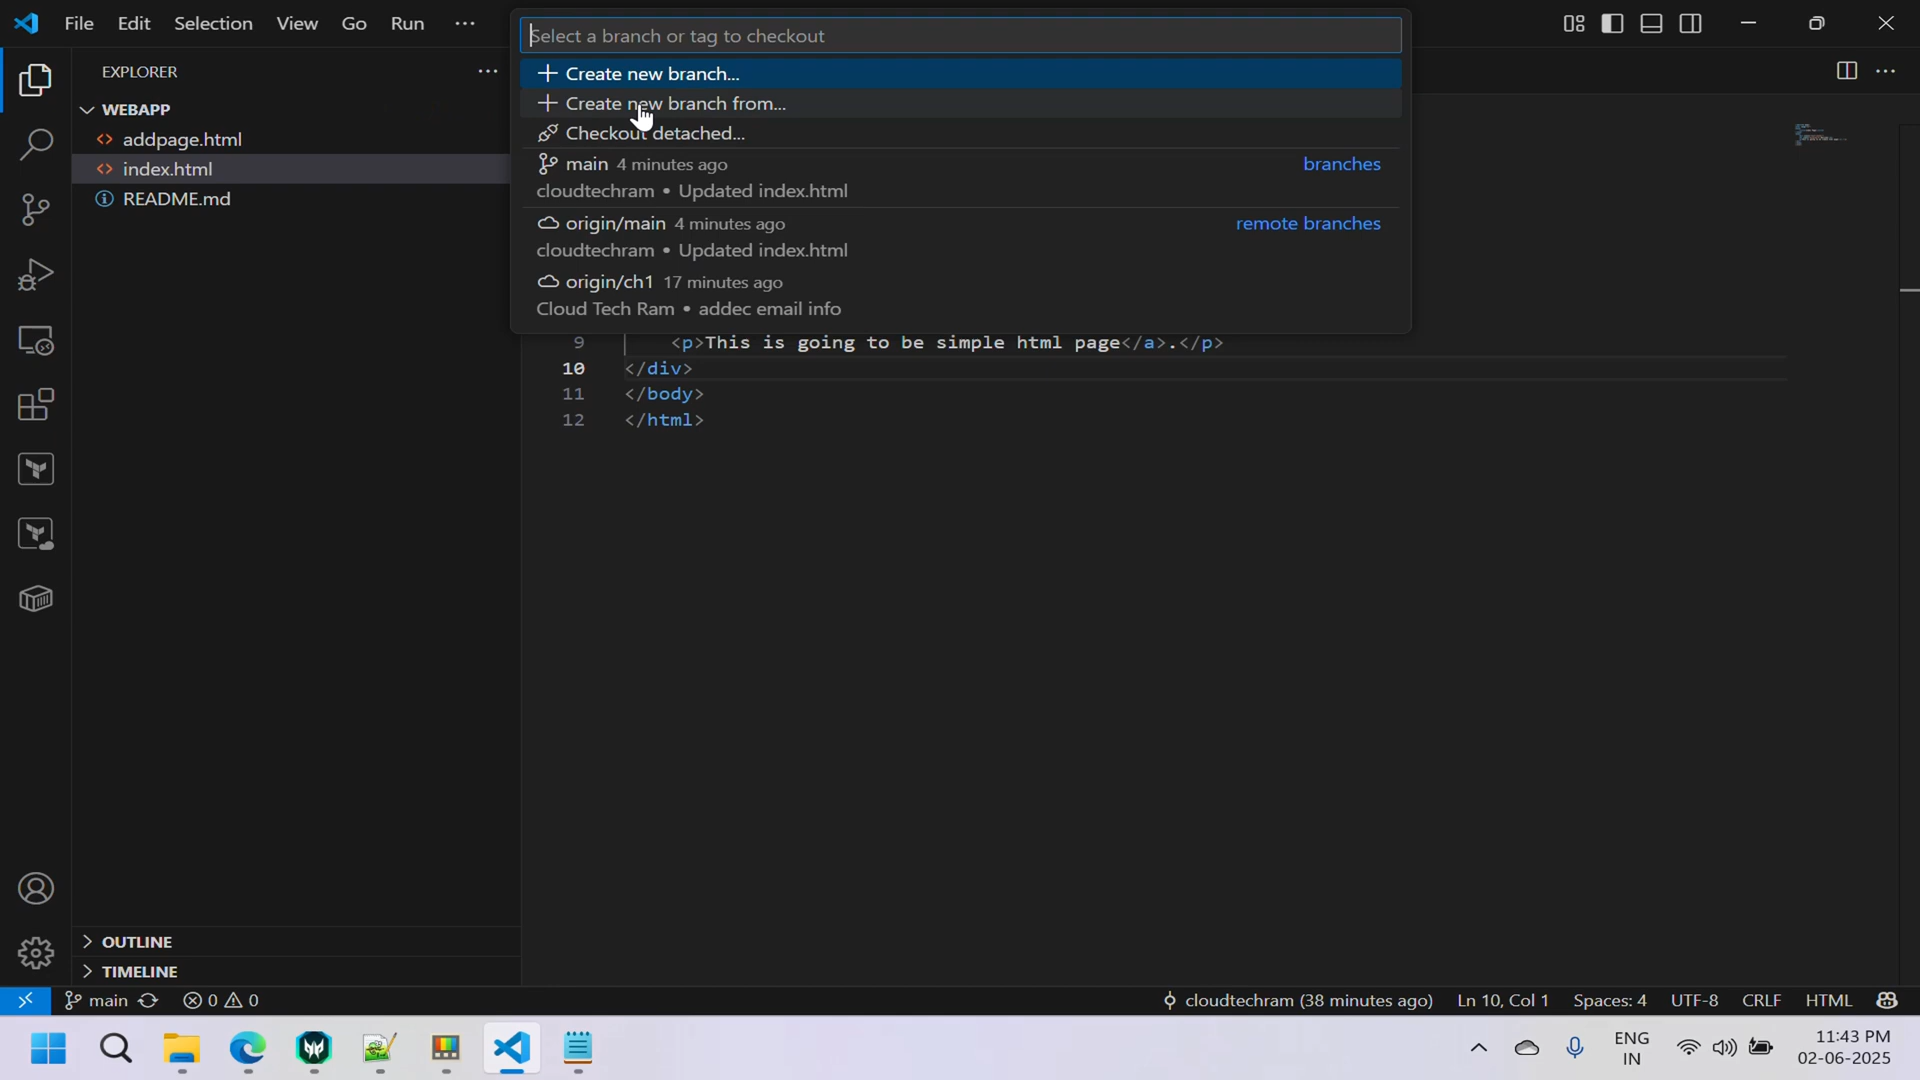 File Edit Selection View Go Run ···
Select a branch or tag to checkout
EXPLORER
Create new branch...
Create new branch from...
Checkout detached...
main 4 minutes ago branches
cloudtechram • Updated index.html
origin/main 4 minutes ago remote branches
cloudtechram • Updated index.html
origin/ch1 17 minutes ago
Cloud Tech Ram • addec email info
WEBAPP
addpage.html
index.html
README.md
9 <p>This is going to be simple html page</a>.</p>
10 </div>
11 </body>
12 </html>
OUTLINE
TIMELINE
main 0 0 cloudtechram (38 minutes ago) Ln 10, Col 1 Spaces: 4 UTF-8 CRLF HTML
ENG
IN
11:43 PM
02-06-2025